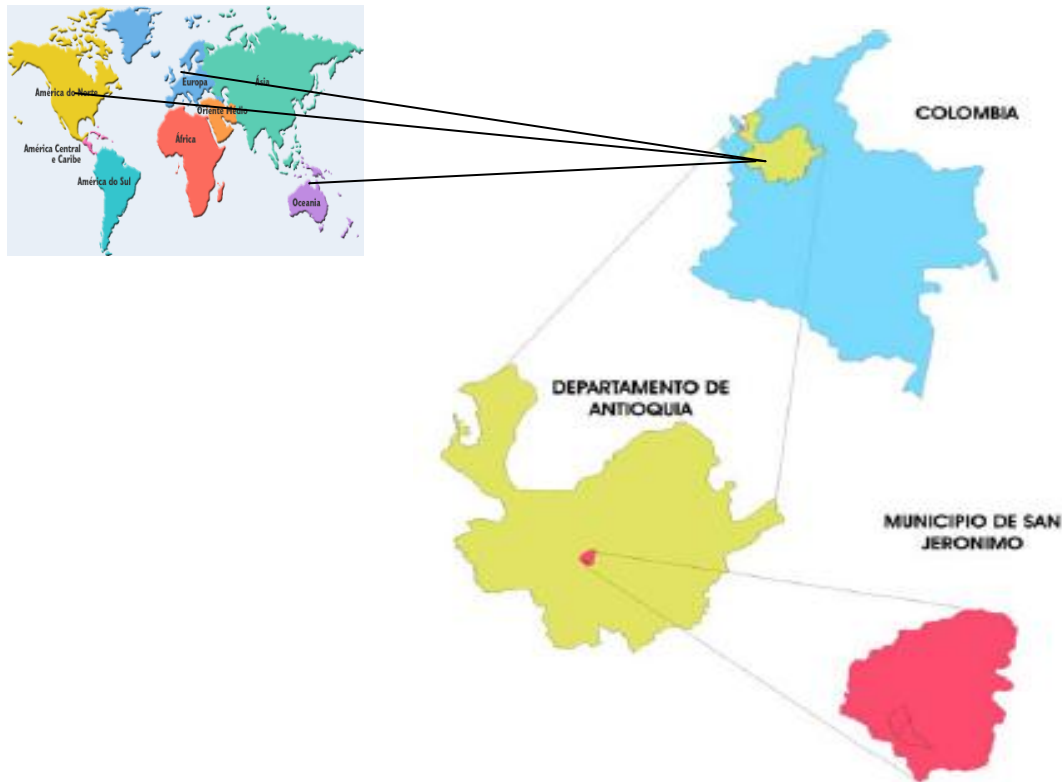 América do Norte
Europa
Ásia
Oriente Médio
América Central
e Caribe
África
América do Sul
Oceania
COLOMBIA
DEPARTAMENTO DE
ANTIOQUIA
MUNICIPIO DE SAN
JERONIMO